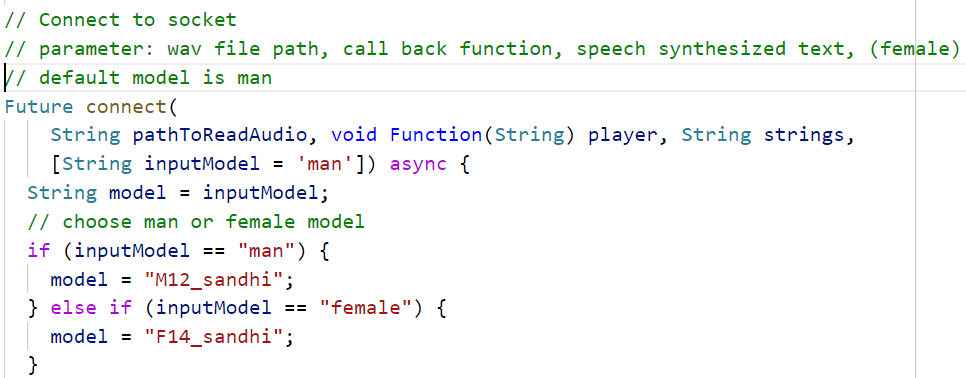 // Connect to socket
// parameter: wav file path, call back function, speech synthesized text, (female)
// default model is man
Future connect(
    String pathToReadAudio, void Function(String) player, String strings,
    [String inputModel = 'man']) async {
  String model = inputModel;
  // choose man or female model
  if (inputModel == "man") {
    model = "M12_sandhi";
  } else if (inputModel == "female") {
    model = "F14_sandhi";
  }